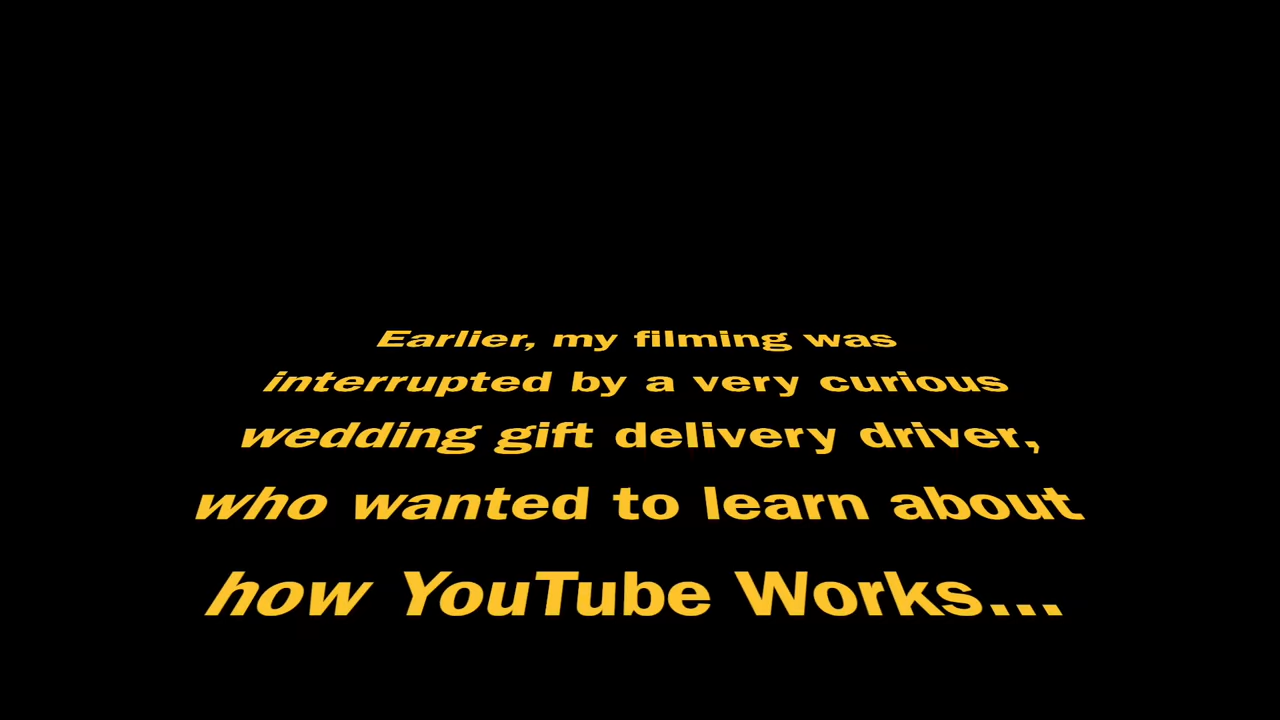 Earlier, my filming was
interrupted by a very curious
wedding gift delivery driver,
who wanted to learn about
how YouTube Works...